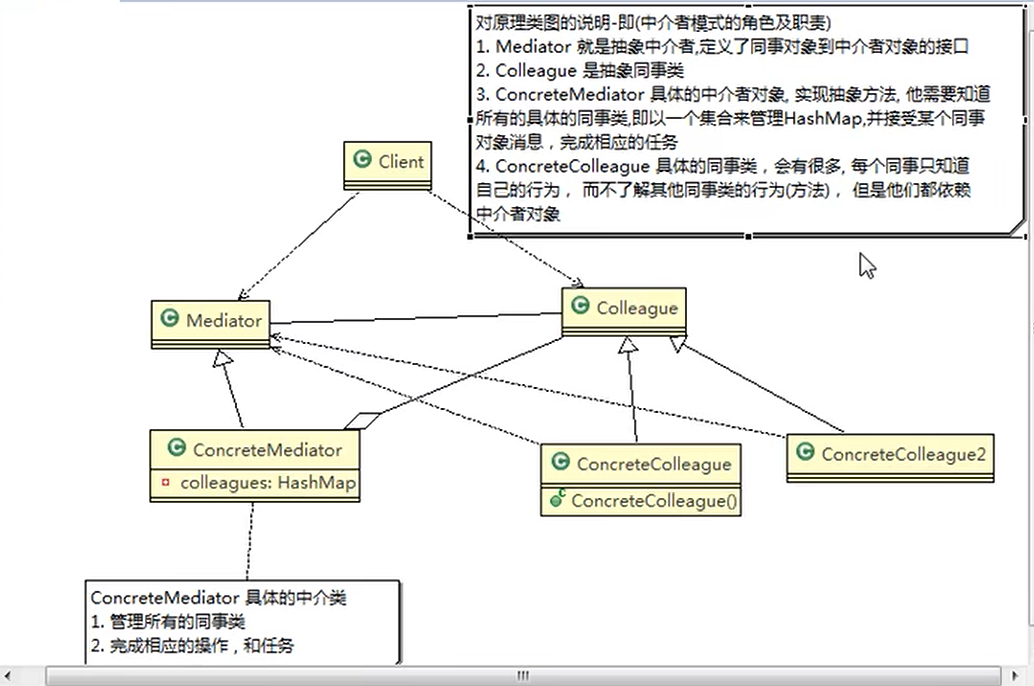 对原理类图的说明-即(中介者模式的角色及职责)
1. Mediator 就是抽象中介者,定义了同事对象到中介者对象的接口
2. Colleague 是抽象同事类
3. ConcreteMediator 具体的中介者对象, 实现抽象方法, 他需要知道
所有的具体的同事类,即以一个集合来管理HashMap,并接受某个同事
对象消息，完成相应的任务
4. ConcreteColleague 具体的同事类，会有很多, 每个同事只知道
自己的行为， 而不了解其他同事类的行为(方法)， 但是他们都依赖
中介者对象
Client
Mediator
Colleague
ConcreteMediator
colleagues: HashMap
ConcreteColleague
ConcreteColleague()
ConcreteColleague2
ConcreteMediator 具体的中介类
1. 管理所有的同事类
2. 完成相应的操作，和任务